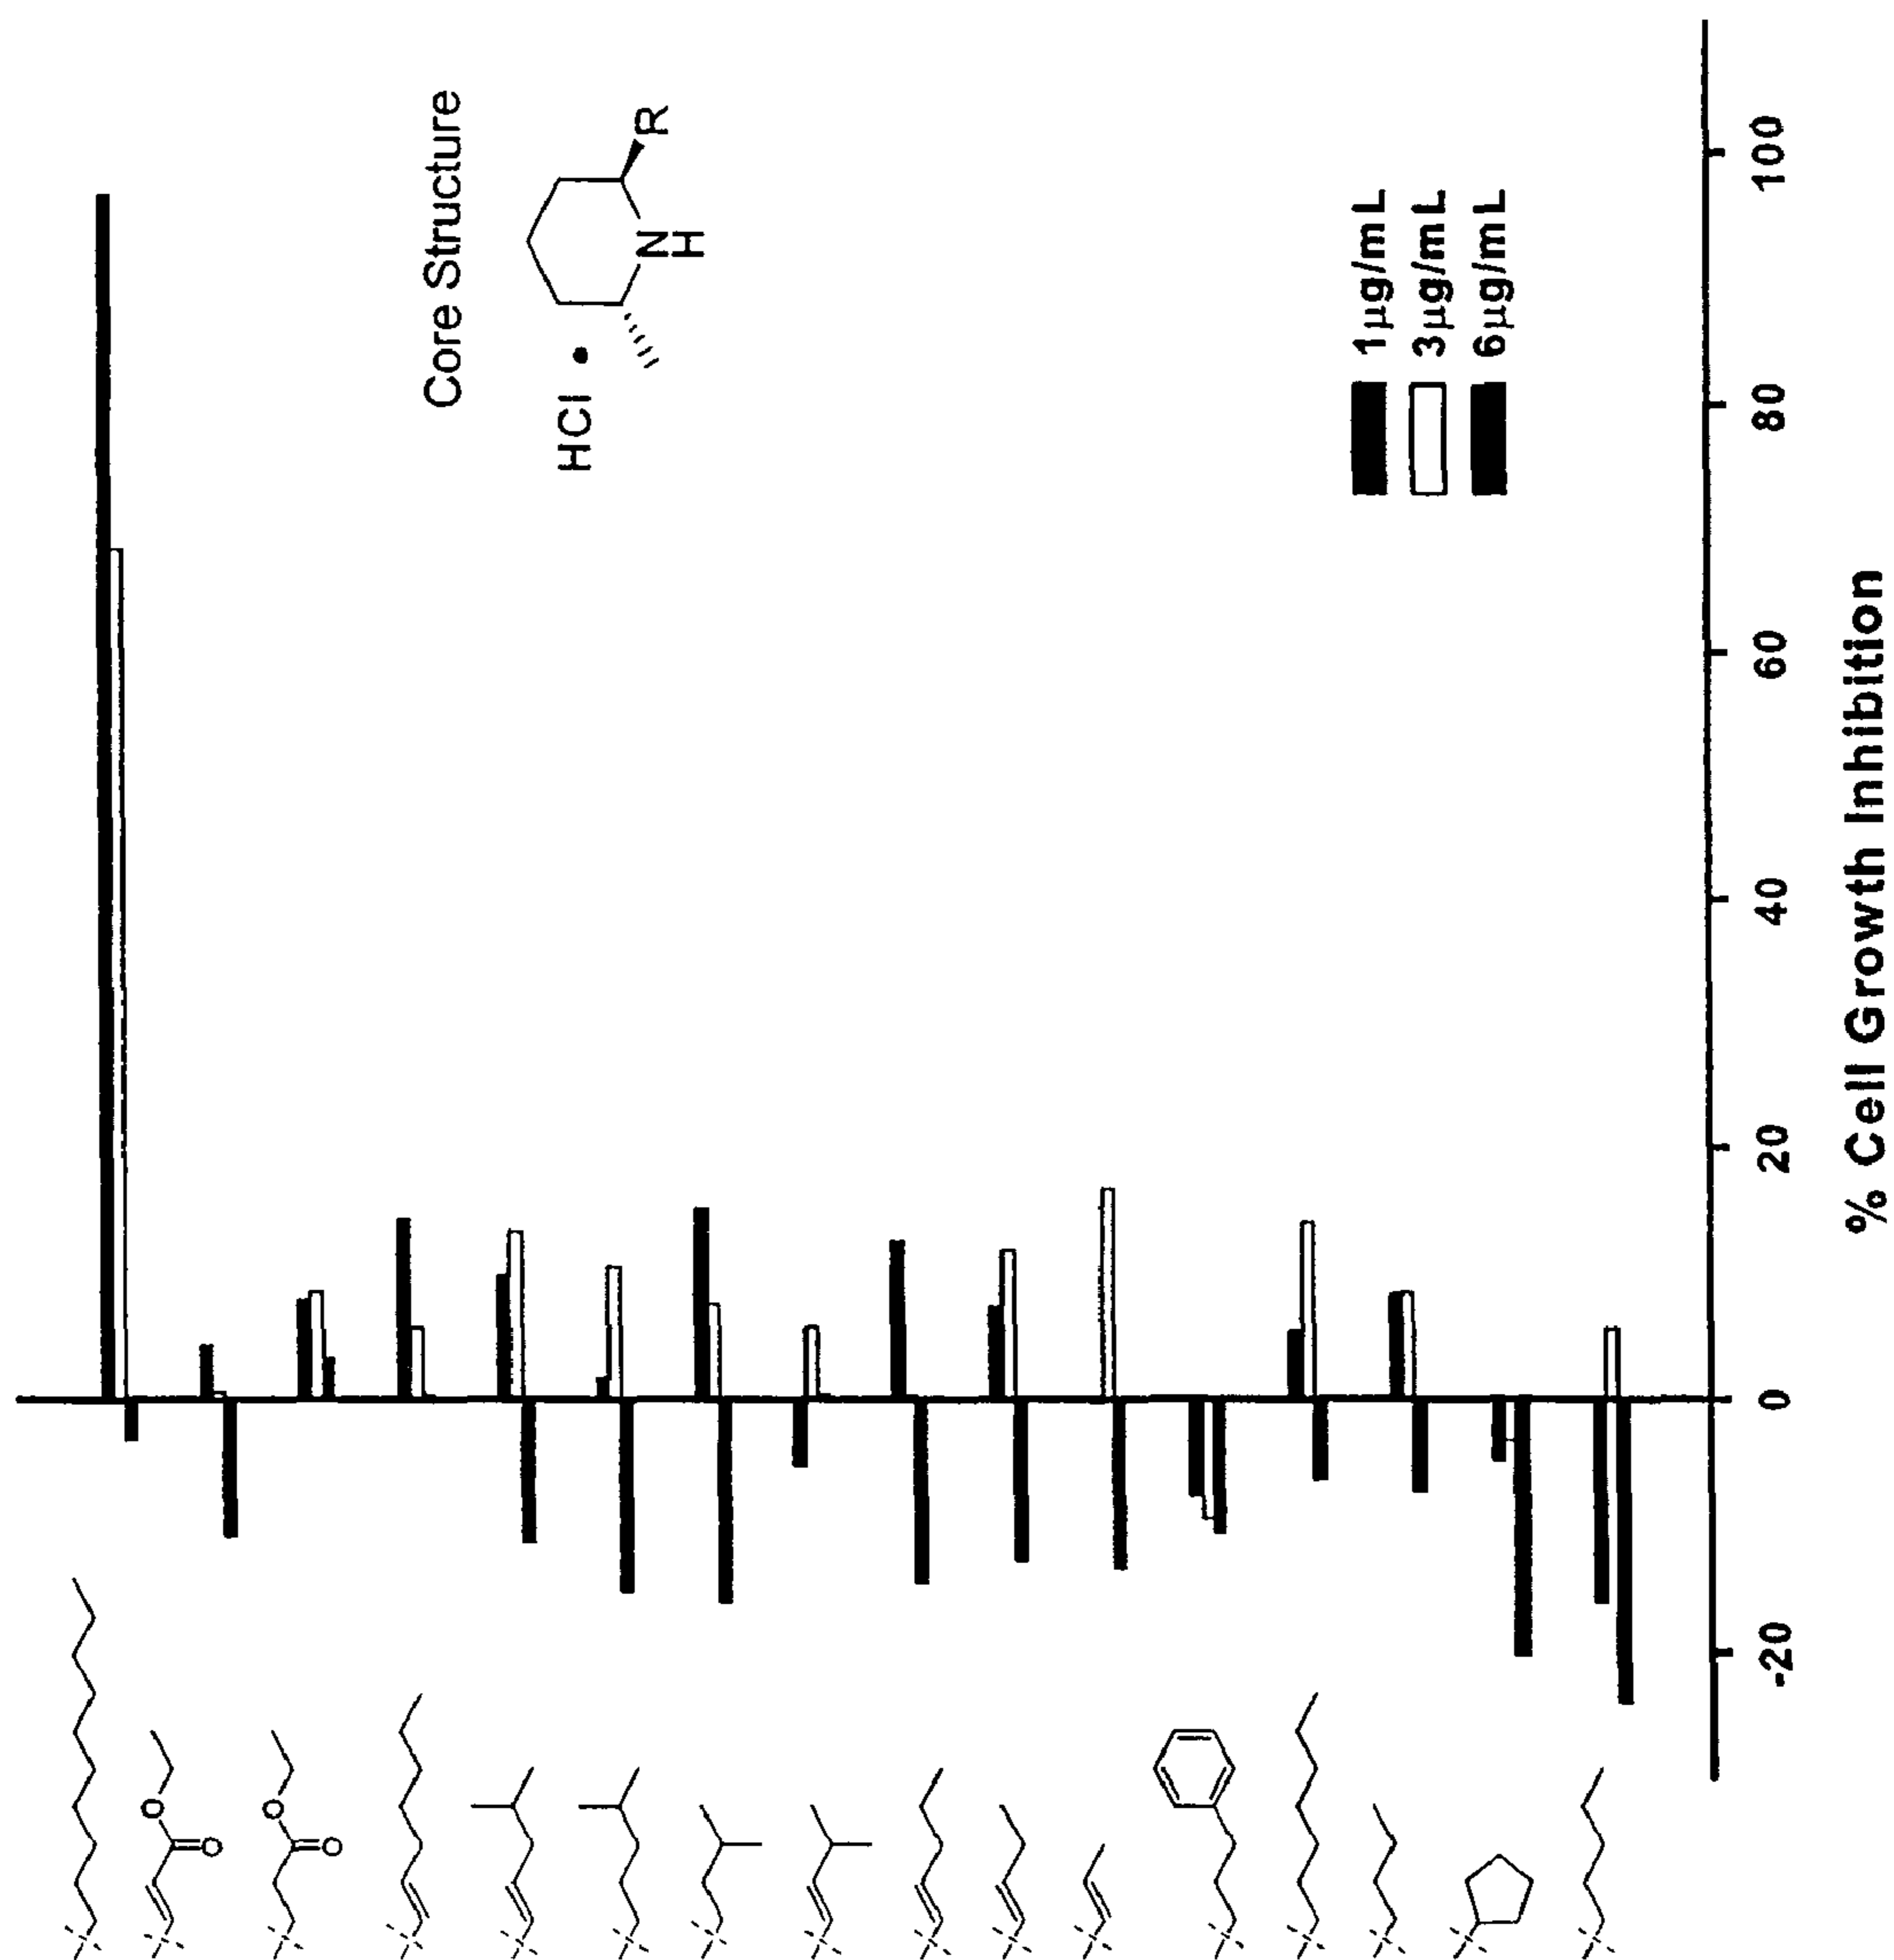 Core Structure
HCl •
N
H
R
1µg/mL
3µg/mL
6µg/mL
O
O
O
O
-20
0
20
40
60
80
100
% Cell Growth Inhibition